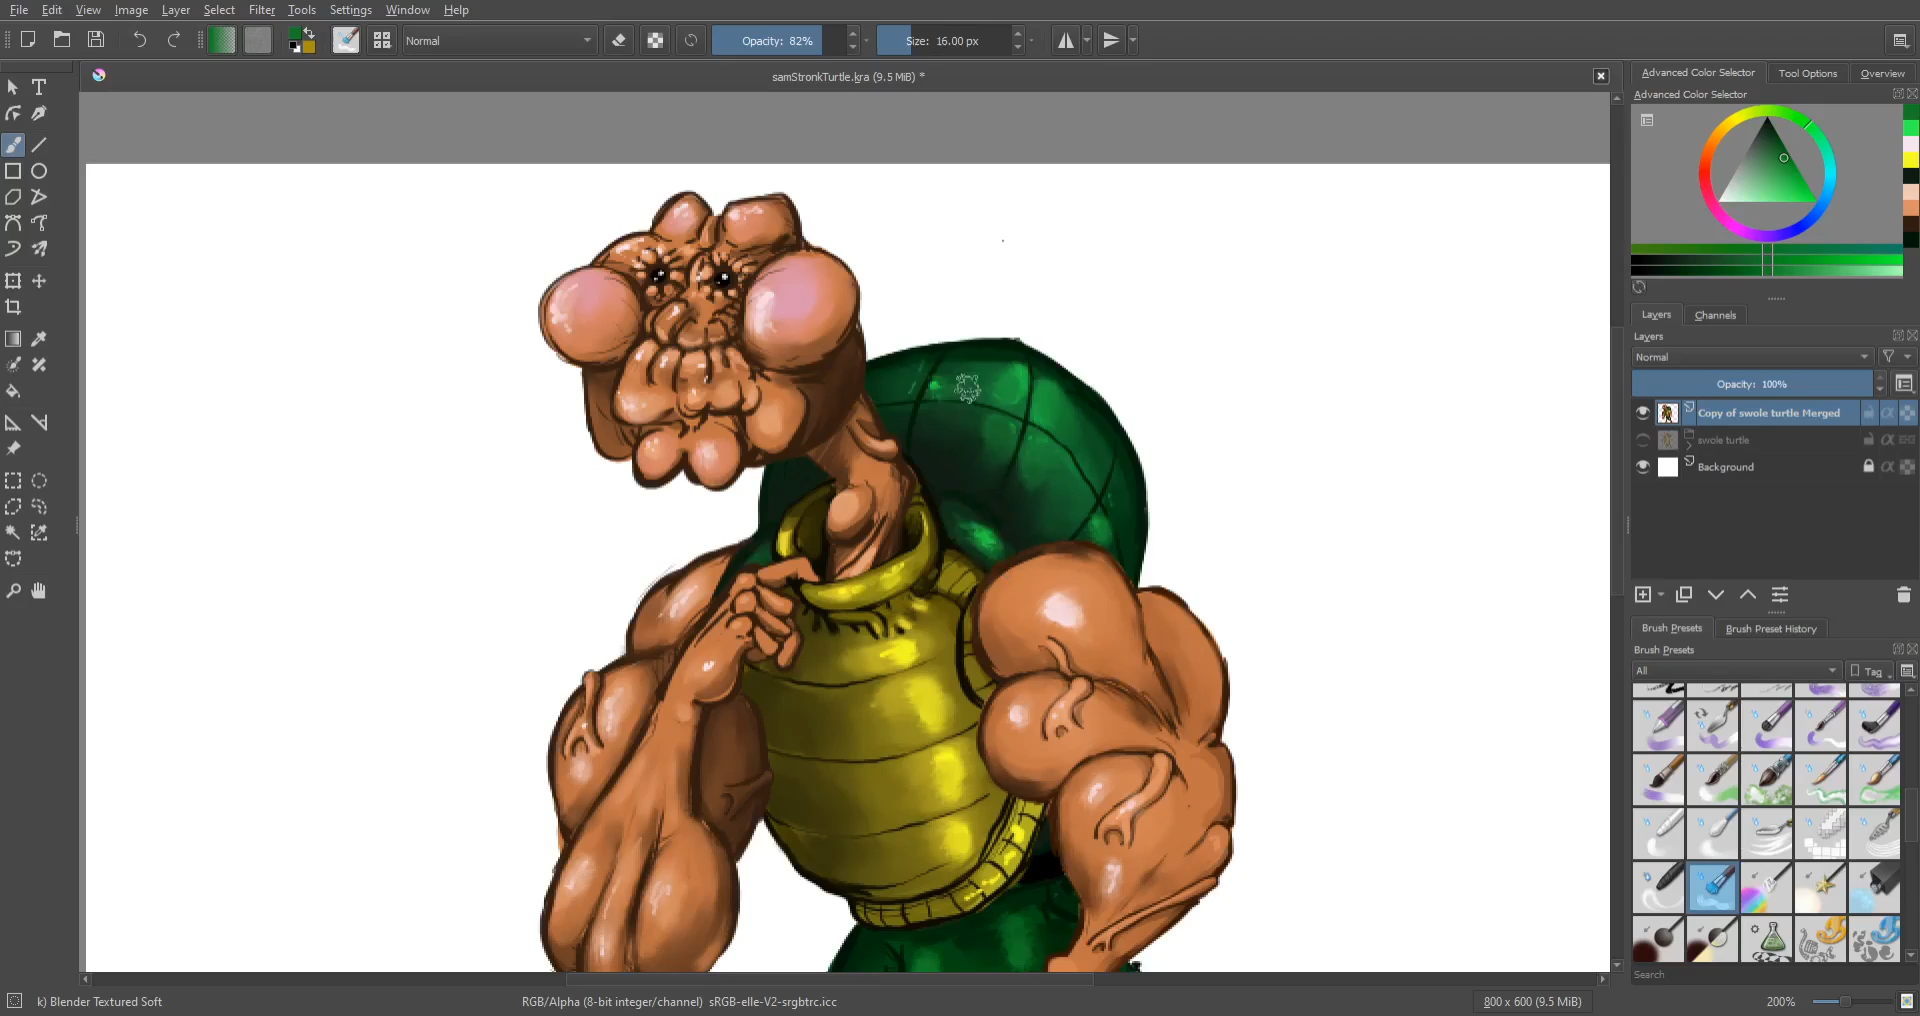 File Edit View Image Layer Select Filter Tools Settings Window Help
Normal Opacity: 82% Size: 16.00 px
samStronkTurtle.kra (9.5 MiB) *
Advanced Color Selector Tool Options Overview
Advanced Color Selector
Layers Channels
Layers
Normal
Opacity: 100%
Copy of swole turtle Merged
swole turtle
Background
Brush Presets Brush Preset History
Brush Presets
All Tag
Search
k) Blender Textured Soft RGB/Alpha (8-bit integer/channel) sRGB-elle-V2-srgbtrc.icc 800 x 600 (9.5 MiB) 200%